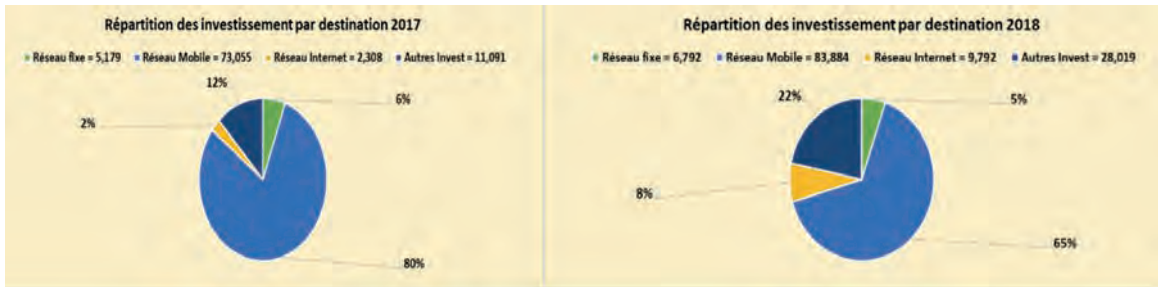 Répartition des investissement par destination 2017
Réseau fixe = 5,179 Réseau Mobile = 73,055 Réseau Internet = 2,308 Autres Invest = 11,091
12%
6%
2%
80%
Répartition des investissement par destination 2018
Réseau fixe = 6,792 Réseau Mobile = 83,884 Réseau Internet = 9,792 Autres Invest = 28,019
22%
5%
8%
65%